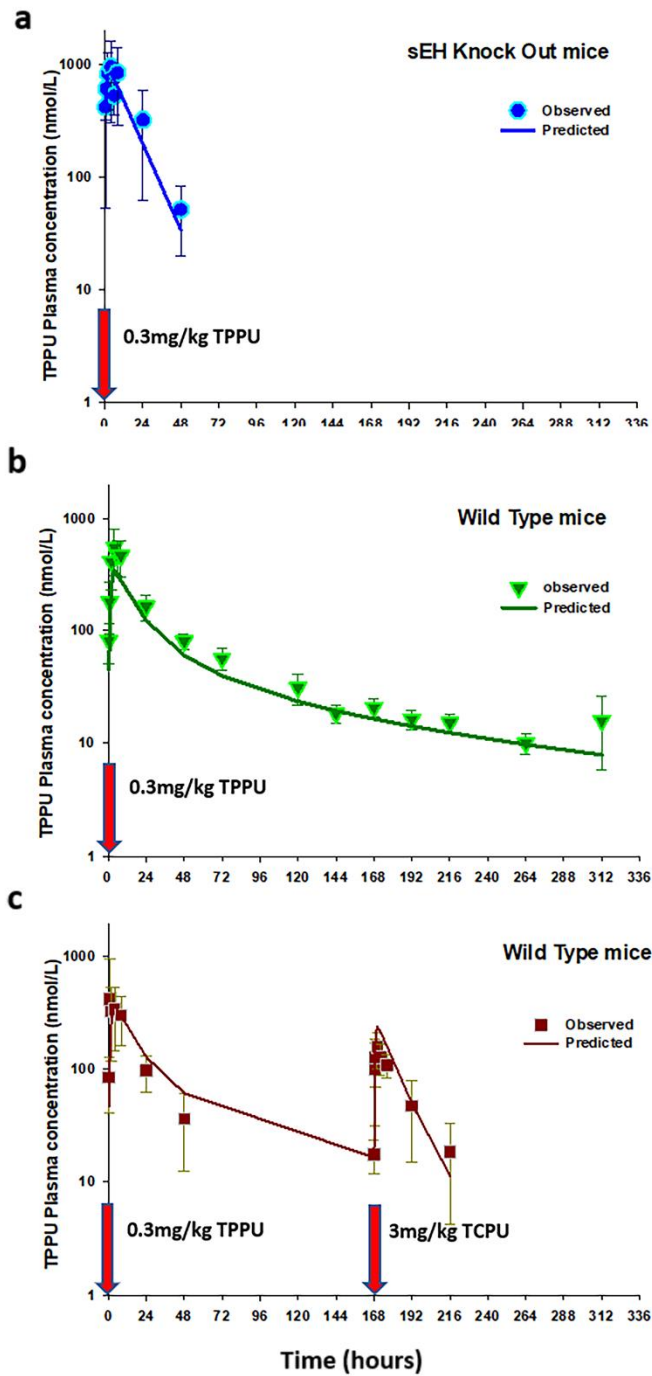 a
sEH Knock Out mice
1000
Observed
Predicted
100
10
0.3mg/kg TPPU
1
TPPU Plasma concentration (nmol/L)
0 24 48 72 96 120 144 168 192 216 240 264 288 312 336
b
Wild Type mice
1000
observed
Predicted
100
10
0.3mg/kg TPPU
1
TPPU Plasma concentration (nmol/L)
0 24 48 72 96 120 144 168 192 216 240 264 288 312 336
c
Wild Type mice
1000
Observed
Predicted
100
10
0.3mg/kg TPPU
3mg/kg TCPU
1
TPPU Plasma concentration (nmol/L)
0 24 48 72 96 120 144 168 192 216 240 264 288 312 336
Time (hours)